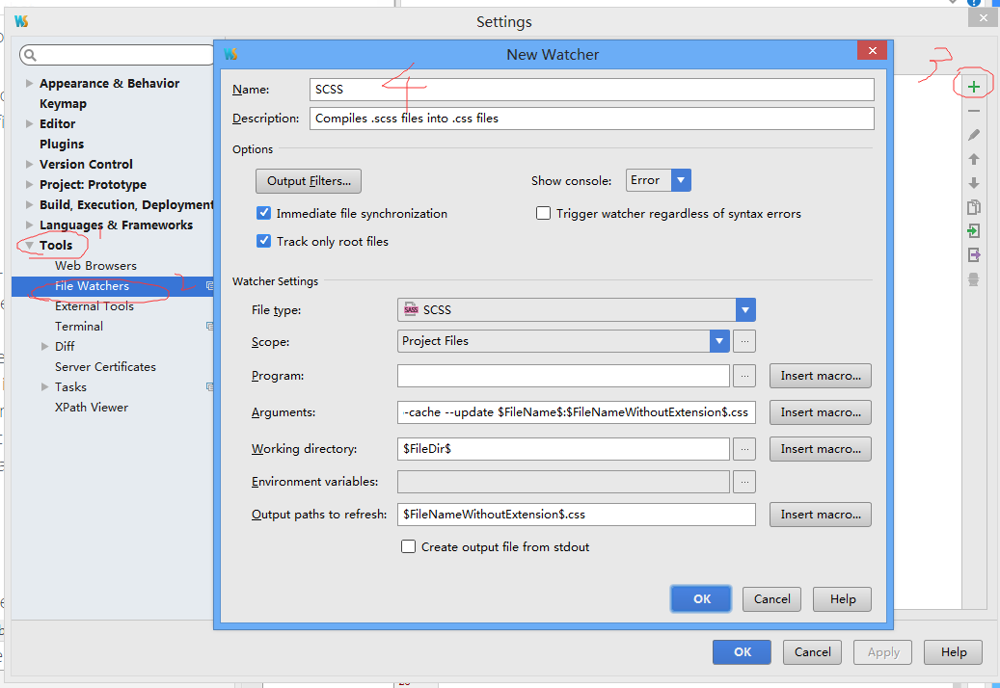 Settings
New Watcher
Appearance & Behavior
Keymap
Editor
Plugins
Version Control
Project: Prototype
Build, Execution, Deployment
Languages & Frameworks
Tools
Web Browsers
File Watchers
External Tools
Terminal
Diff
Server Certificates
Tasks
XPath Viewer
1
2
3
4
Name: SCSS
Description: Compiles .scss files into .css files
Options
Output Filters... Show console: Error
Immediate file synchronization Trigger watcher regardless of syntax errors
Track only root files
Watcher Settings
File type: SASS SCSS
Scope: Project Files ...
Program: ... Insert macro...
Arguments: -cache --update $FileName$:$FileNameWithoutExtension$.css Insert macro...
Working directory: $FileDir$ ... Insert macro...
Environment variables: ...
Output paths to refresh: $FileNameWithoutExtension$.css Insert macro...
Create output file from stdout
OK Cancel Help
OK Cancel Apply Help